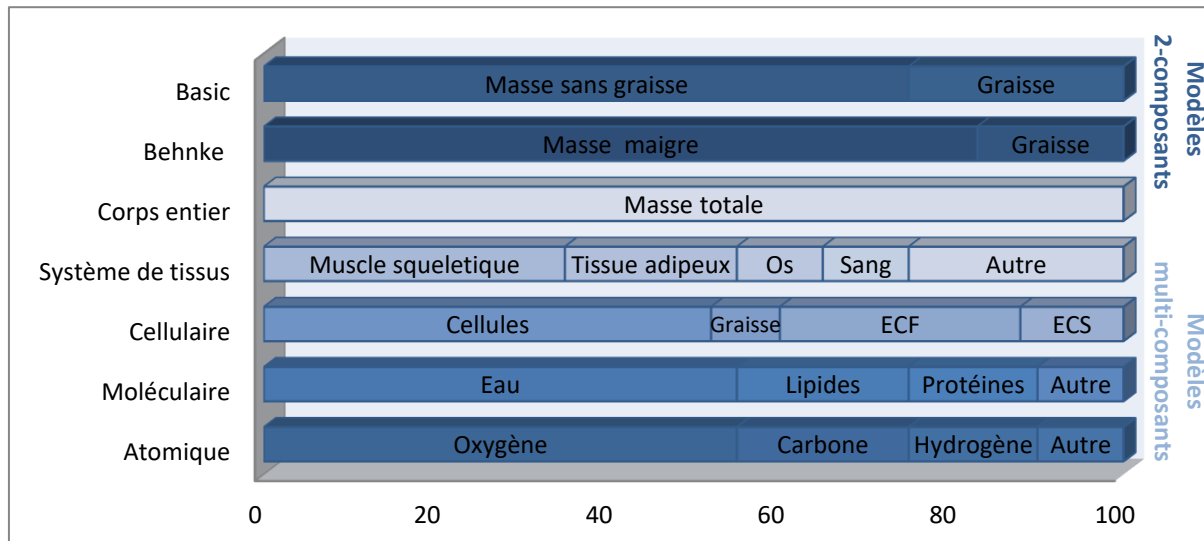 Basic
Masse sans graisse
Graisse
Behnke
Masse maigre
Graisse
Corps entier
Masse totale
Système de tissus
Muscle squeletique
Tissue adipeux
Os
Sang
Autre
Cellulaire
Cellules
Graisse
ECF
ECS
Moléculaire
Eau
Lipides
Protéines
Autre
Atomique
Oxygène
Carbone
Hydrogène
Autre
0
20
40
60
80
100
Modèles
2-composants
Modèles
multi-composants